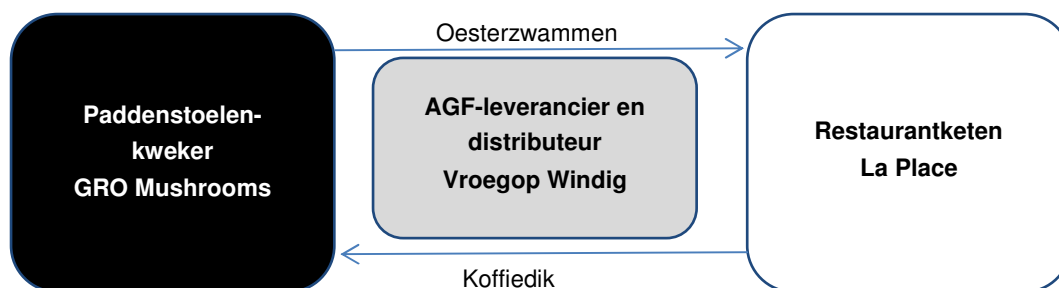 Oesterzwammen
Paddenstoelen-
kweker
GRO Mushrooms
AGF-leverancier en
distributeur
Vroegop Windig
Restaurantketen
La Place
Koffiedik